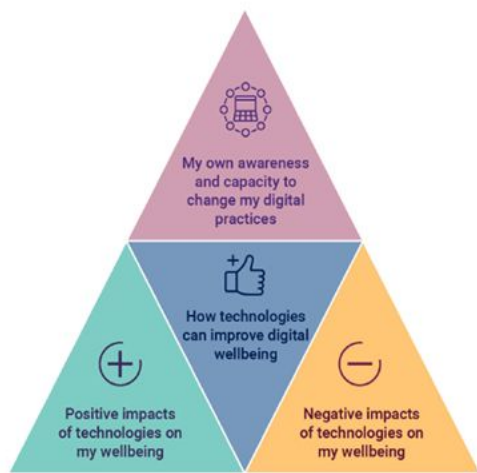 My own awareness
and capacity to
change my digital
practices
How technologies
can improve digital
wellbeing
Positive impacts
of technologies on
my wellbeing
Negative impacts
of technologies on
my wellbeing